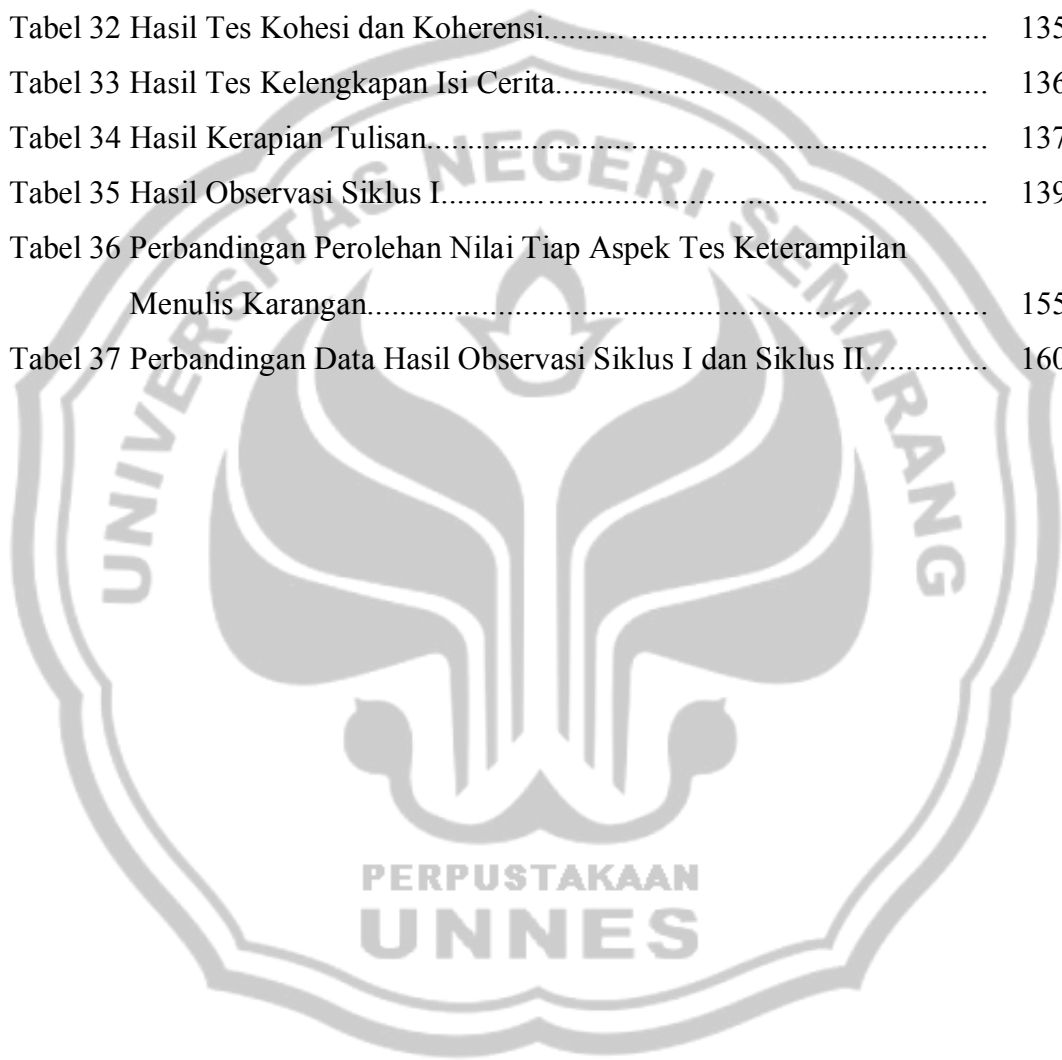 Tabel 32 Hasil Tes Kohesi dan Koherensi.................................................... 135
Tabel 33 Hasil Tes Kelengkapan Isi Cerita.................................................. 136
Tabel 34 Hasil Kerapian Tulisan................................................................. 137
Tabel 35 Hasil Observasi Siklus I................................................................ 139
Tabel 36 Perbandingan Perolehan Nilai Tiap Aspek Tes Keterampilan
Menulis Karangan......................................................................... 155
Tabel 37 Perbandingan Data Hasil Observasi Siklus I dan Siklus II............... 160
UNIVERSITAS NEGERI SEMARANG
PERPUSTAKAAN
UNNES